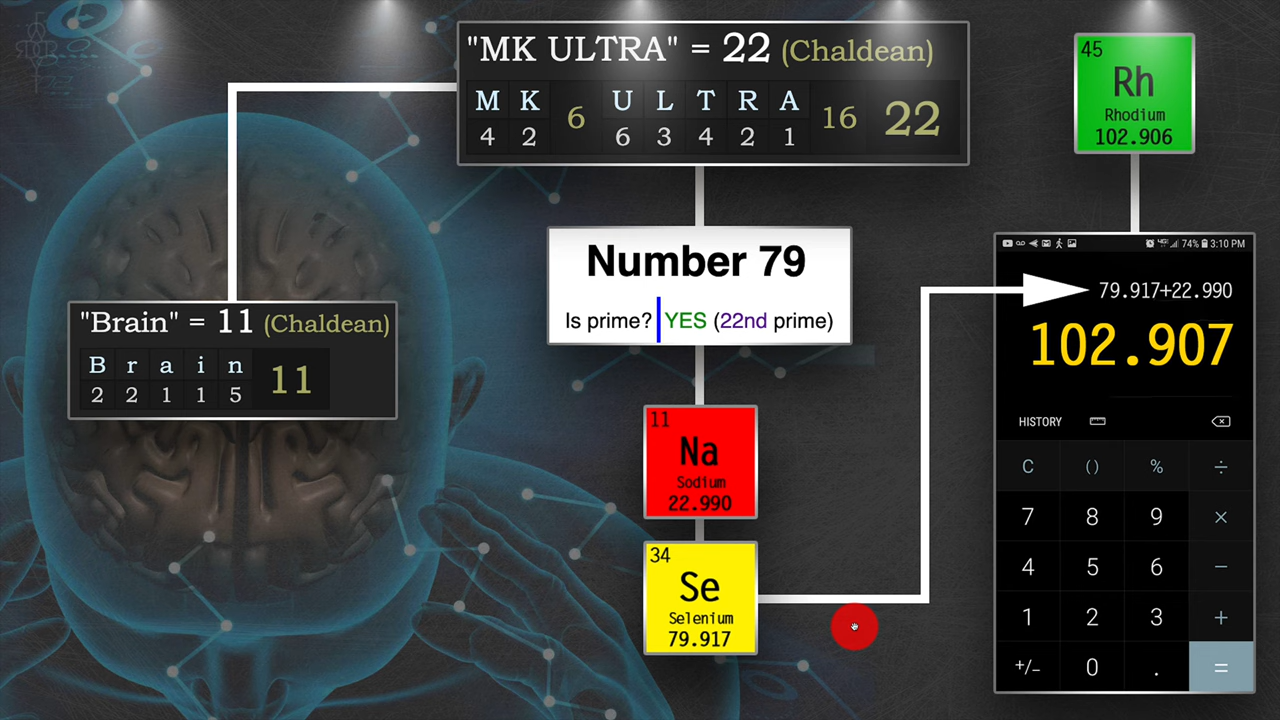 "MK ULTRA" = 22 (Chaldean)
M K 6 U L T R A 16 22
4 2 6 3 4 2 1
"Brain" = 11 (Chaldean)
B r a i n 11
2 2 1 1 5
Number 79
Is prime? YES (22nd prime)
11
Na
Sodium
22.990
34
Se
Selenium
79.917
45
Rh
Rhodium
102.906
74% 3:10 PM
79.917+22.990
102.907
HISTORY
C () % ÷
7 8 9 ×
4 5 6 −
1 2 3 +
+/− 0 . =